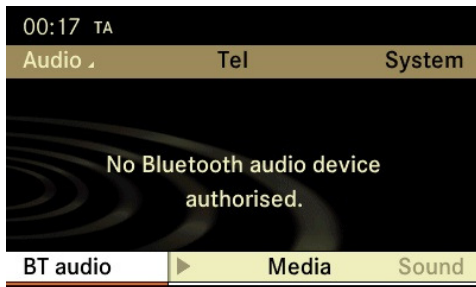 00:17 TA
Audio Tel System
No Bluetooth audio device
authorised.
BT audio Media Sound